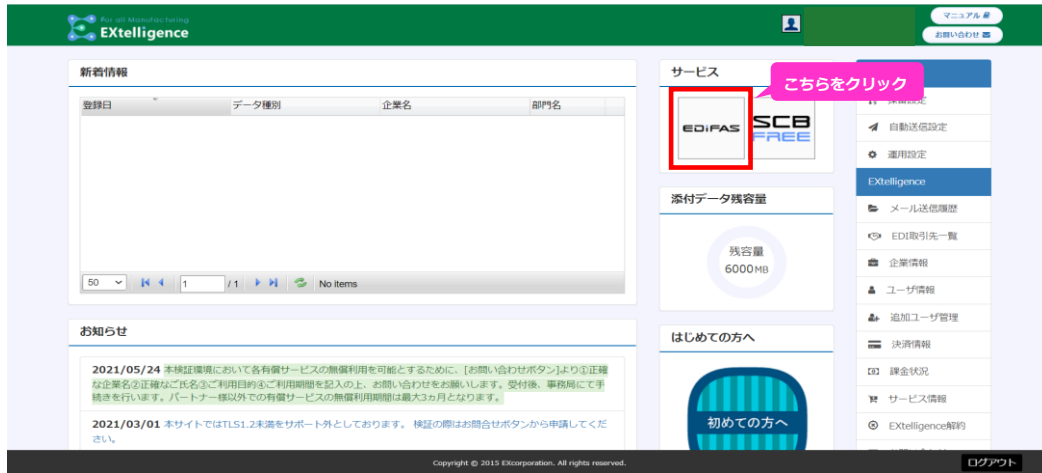 For all Manufacturing
EXtelligence
マニュアル
お問い合わせ
新着情報
登録日 データ種別 企業名 部門名
50 1 / 1 No items
サービス
こちらをクリック
EDiFAS
SCB
FREE
添付データ残容量
残容量
6000 MB
はじめての方へ
初めての方へ
自動送信設定
運用設定
EXtelligence
メール送信履歴
EDI取引先一覧
企業情報
ユーザ情報
追加ユーザ管理
決済情報
課金状況
サービス情報
EXtelligence解約
お知らせ
2021/05/24 本検証環境において各有償サービスの無償利用を可能とするために、[お問い合わせボタン]より①正確
な企業名②正確なご氏名③ご利用目的④ご利用期間を記入の上、お問い合わせをお願いします。受付後、事務局にて手
続きを行います。パートナー様以外での有償サービスの無償利用期間は最大3ヵ月となります。
2021/03/01 本サイトではTLS1.2未満をサポート外としております。 検証の際はお問合せボタンから申請してくだ
さい。
Copyright © 2015 EXcorporation. All rights reserved.
ログアウト